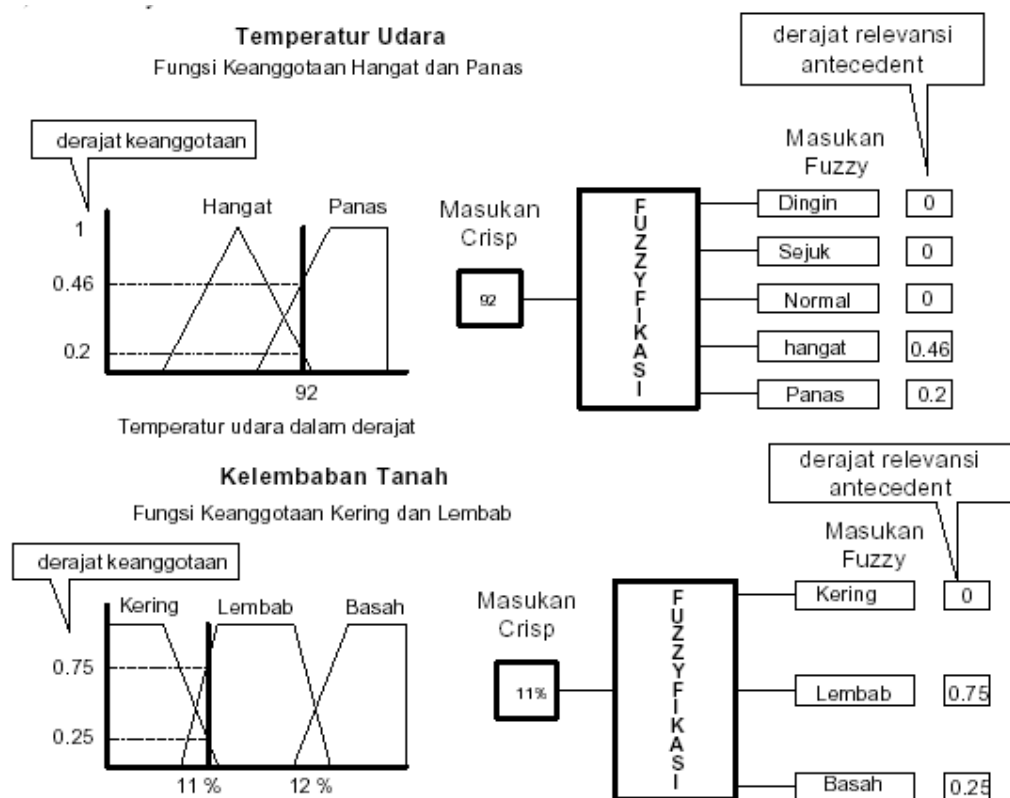 Temperatur Udara
Fungsi Keanggotaan Hangat dan Panas
derajat relevansi
antecedent
derajat keanggotaan
Masukan
Fuzzy
Hangat
Panas
Masukan
Crisp
1
0.46
0.2
92
Temperatur udara dalam derajat
92
FUZZYFIKASI
Dingin 0
Sejuk 0
Normal 0
hangat 0.46
Panas 0.2
Kelembaban Tanah
Fungsi Keanggotaan Kering dan Lembab
derajat relevansi
antecedent
derajat keanggotaan
Masukan
Fuzzy
Kering
Lembab
Basah
Masukan
Crisp
0.75
0.25
11 %
12 %
11%
FUZZYFIKASI
Kering 0
Lembab 0.75
Basah 0.25